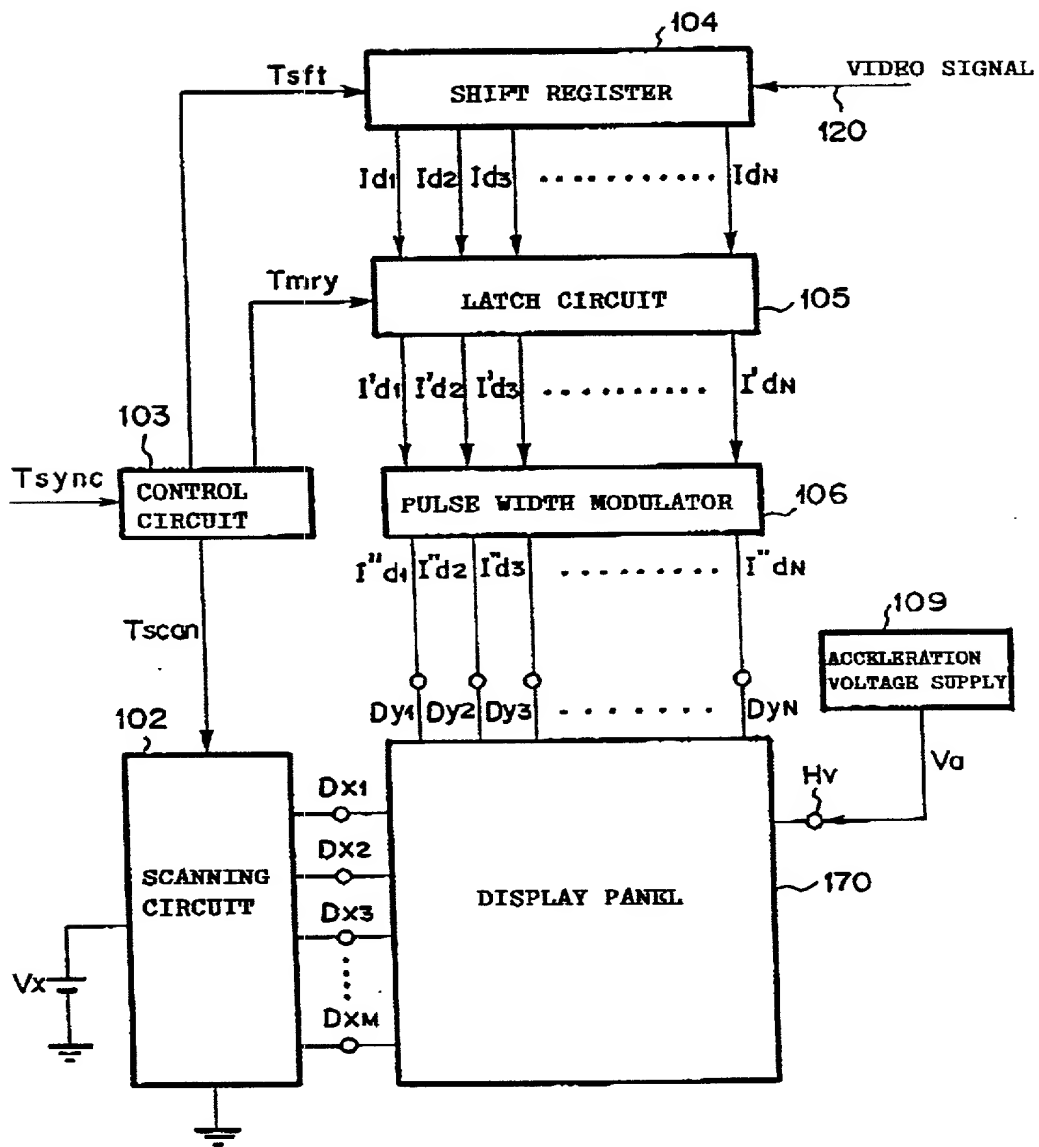 104
Tsft
SHIFT REGISTER
VIDEO SIGNAL
120
Id1 Id2 Id3 ........... IdN
Tmry
LATCH CIRCUIT
105
I'd1 I'd2 I'd3 .......... I'dN
103
Tsync
CONTROL
CIRCUIT
PULSE WIDTH MODULATOR
106
I"d1 I"d2 I"d3 ......... I"dN
Tscan
109
ACCELERATION
VOLTAGE SUPPLY
Dy1 Dy2 Dy3 ........ DyN
102
Va
Hv
Dx1
Dx2
SCANNING
CIRCUIT
DISPLAY PANEL
170
Dx3
Vx
DxM